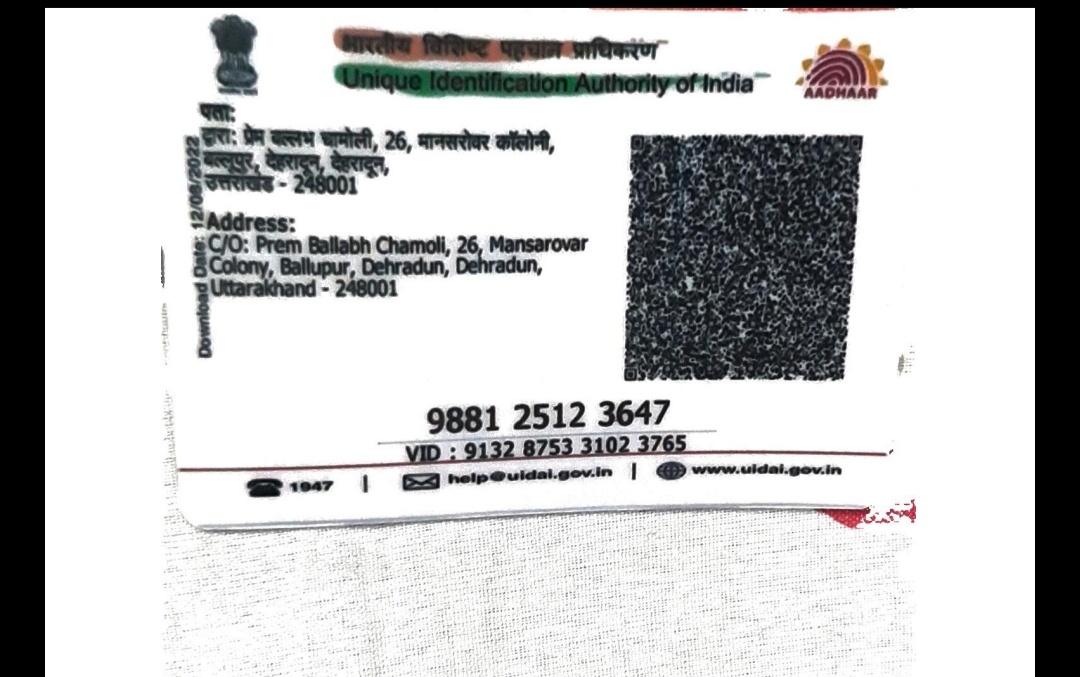 भारतीय विशिष्ट पहचान प्राधिकरण
Unique Identification Authority of India
AADHAAR
पता:
द्वारा: प्रेम बल्लभ चामोली, 26, मानसरोवर कॉलोनी,
बल्लूपुर, देहरादून, देहरादून,
उत्तराखंड - 248001
Address:
C/O: Prem Ballabh Chamoli, 26, Mansarovar
Colony, Ballupur, Dehradun, Dehradun,
Uttarakhand - 248001
Download Date: 12/08/2022
9881 2512 3647
VID : 9132 8753 3102 3765
1947 | help@uidai.gov.in | www.uidai.gov.in